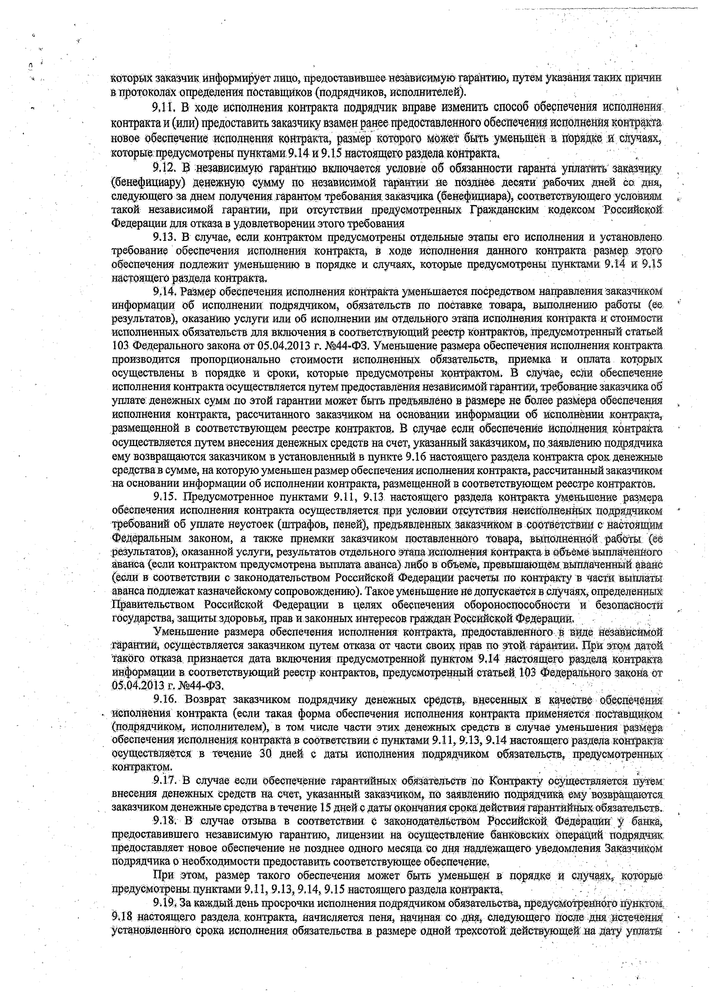 которых заказчик информирует лицо, предоставившее независимую гарантию, путем указания таких причин
в протоколах определения поставщиков (подрядчиков, исполнителей).
9.11. В ходе исполнения контракта подрядчик вправе изменить способ обеспечения исполнения
контракта и (или) предоставить заказчику взамен ранее предоставленного обеспечения исполнения контракта
новое обеспечение исполнения контракта, размер которого может быть уменьшен в порядке и случаях,
которые предусмотрены пунктами 9.14 и 9.15 настоящего раздела контракта.
9.12. В независимую гарантию включается условие об обязанности гаранта уплатить заказчику
(бенефициару) денежную сумму по независимой гарантии не позднее десяти рабочих дней со дня,
следующего за днем получения гарантом требования заказчика (бенефициара), соответствующего условиям
такой независимой гарантии, при отсутствии предусмотренных Гражданским кодексом Российской
Федерации для отказа в удовлетворении этого требования
9.13. В случае, если контрактом предусмотрены отдельные этапы его исполнения и установлено
требование обеспечения исполнения контракта, в ходе исполнения данного контракта размер этого
обеспечения подлежит уменьшению в порядке и случаях, которые предусмотрены пунктами 9.14 и 9.15
настоящего раздела контракта.
9.14. Размер обеспечения исполнения контракта уменьшается посредством направления заказчиком
информации об исполнении подрядчиком, обязательств по поставке товара, выполнению работы (ее
результатов), оказанию услуги или об исполнении им отдельного этапа исполнения контракта и стоимости
исполненных обязательств для включения в соответствующий реестр контрактов, предусмотренный статьей
103 Федерального закона от 05.04.2013 г. №44-ФЗ. Уменьшение размера обеспечения исполнения контракта
производится пропорционально стоимости исполненных обязательств, приемка и оплата которых
осуществлены в порядке и сроки, которые предусмотрены контрактом. В случае, если обеспечение
исполнения контракта осуществляется путем предоставления независимой гарантии, требование заказчика об
уплате денежных сумм по этой гарантии может быть предъявлено в размере не более размера обеспечения
исполнения контракта, рассчитанного заказчиком на основании информации об исполнении контракта,
размещенной в соответствующем реестре контрактов. В случае если обеспечение исполнения контракта
осуществляется путем внесения денежных средств на счет, указанный заказчиком, по заявлению подрядчика
ему возвращаются заказчиком в установленный в пункте 9.16 настоящего раздела контракта срок денежные
средства в сумме, на которую уменьшен размер обеспечения исполнения контракта, рассчитанный заказчиком
на основании информации об исполнении контракта, размещенной в соответствующем реестре контрактов.
9.15. Предусмотренное пунктами 9.11, 9.13 настоящего раздела контракта уменьшение размера
обеспечения исполнения контракта осуществляется при условии отсутствия неисполненных подрядчиком
требований об уплате неустоек (штрафов, пеней), предъявленных заказчиком в соответствии с настоящим
Федеральным законом, а также приемки заказчиком поставленного товара, выполненной работы (ее
результатов), оказанной услуги, результатов отдельного этапа исполнения контракта в объеме выплаченного
аванса (если контрактом предусмотрена выплата аванса) либо в объеме, превышающем выплаченный аванс
(если в соответствии с законодательством Российской Федерации расчеты по контракту в части выплаты
аванса подлежат казначейскому сопровождению). Такое уменьшение не допускается в случаях, определенных
Правительством Российской Федерации в целях обеспечения обороноспособности и безопасности
государства, защиты здоровья, прав и законных интересов граждан Российской Федерации.
Уменьшение размера обеспечения исполнения контракта, предоставленного в виде независимой
гарантии, осуществляется заказчиком путем отказа от части своих прав по этой гарантии. При этом датой
такого отказа признается дата включения предусмотренной пунктом 9.14 настоящего раздела контракта
информации в соответствующий реестр контрактов, предусмотренный статьей 103 Федерального закона от
05.04.2013 г. №44-ФЗ.
9.16. Возврат заказчиком подрядчику денежных средств, внесенных в качестве обеспечения
исполнения контракта (если такая форма обеспечения исполнения контракта применяется поставщиком
(подрядчиком, исполнителем), в том числе части этих денежных средств в случае уменьшения размера
обеспечения исполнения контракта в соответствии с пунктами 9.11, 9.13, 9.14 настоящего раздела контракта
осуществляется в течение 30 дней с даты исполнения подрядчиком обязательств, предусмотренных
контрактом.
9.17. В случае если обеспечение гарантийных обязательств по Контракту осуществляется путем
внесения денежных средств на счет, указанный заказчиком, по заявлению подрядчика ему возвращаются
заказчиком денежные средства в течение 15 дней с даты окончания срока действия гарантийных обязательств.
9.18. В случае отзыва в соответствии с законодательством Российской Федерации у банка,
предоставившего независимую гарантию, лицензии на осуществление банковских операций подрядчик
предоставляет новое обеспечение не позднее одного месяца со дня надлежащего уведомления Заказчиком
подрядчика о необходимости предоставить соответствующее обеспечение.
При этом, размер такого обеспечения может быть уменьшен в порядке и случаях, которые
предусмотрены пунктами 9.11, 9.13, 9.14, 9.15 настоящего раздела контракта.
9.19. За каждый день просрочки исполнения подрядчиком обязательства, предусмотренного пунктом
9.18 настоящего раздела контракта, начисляется пеня, начиная со дня, следующего после дня истечения
установленного срока исполнения обязательства в размере одной трехсотой действующей на дату уплаты